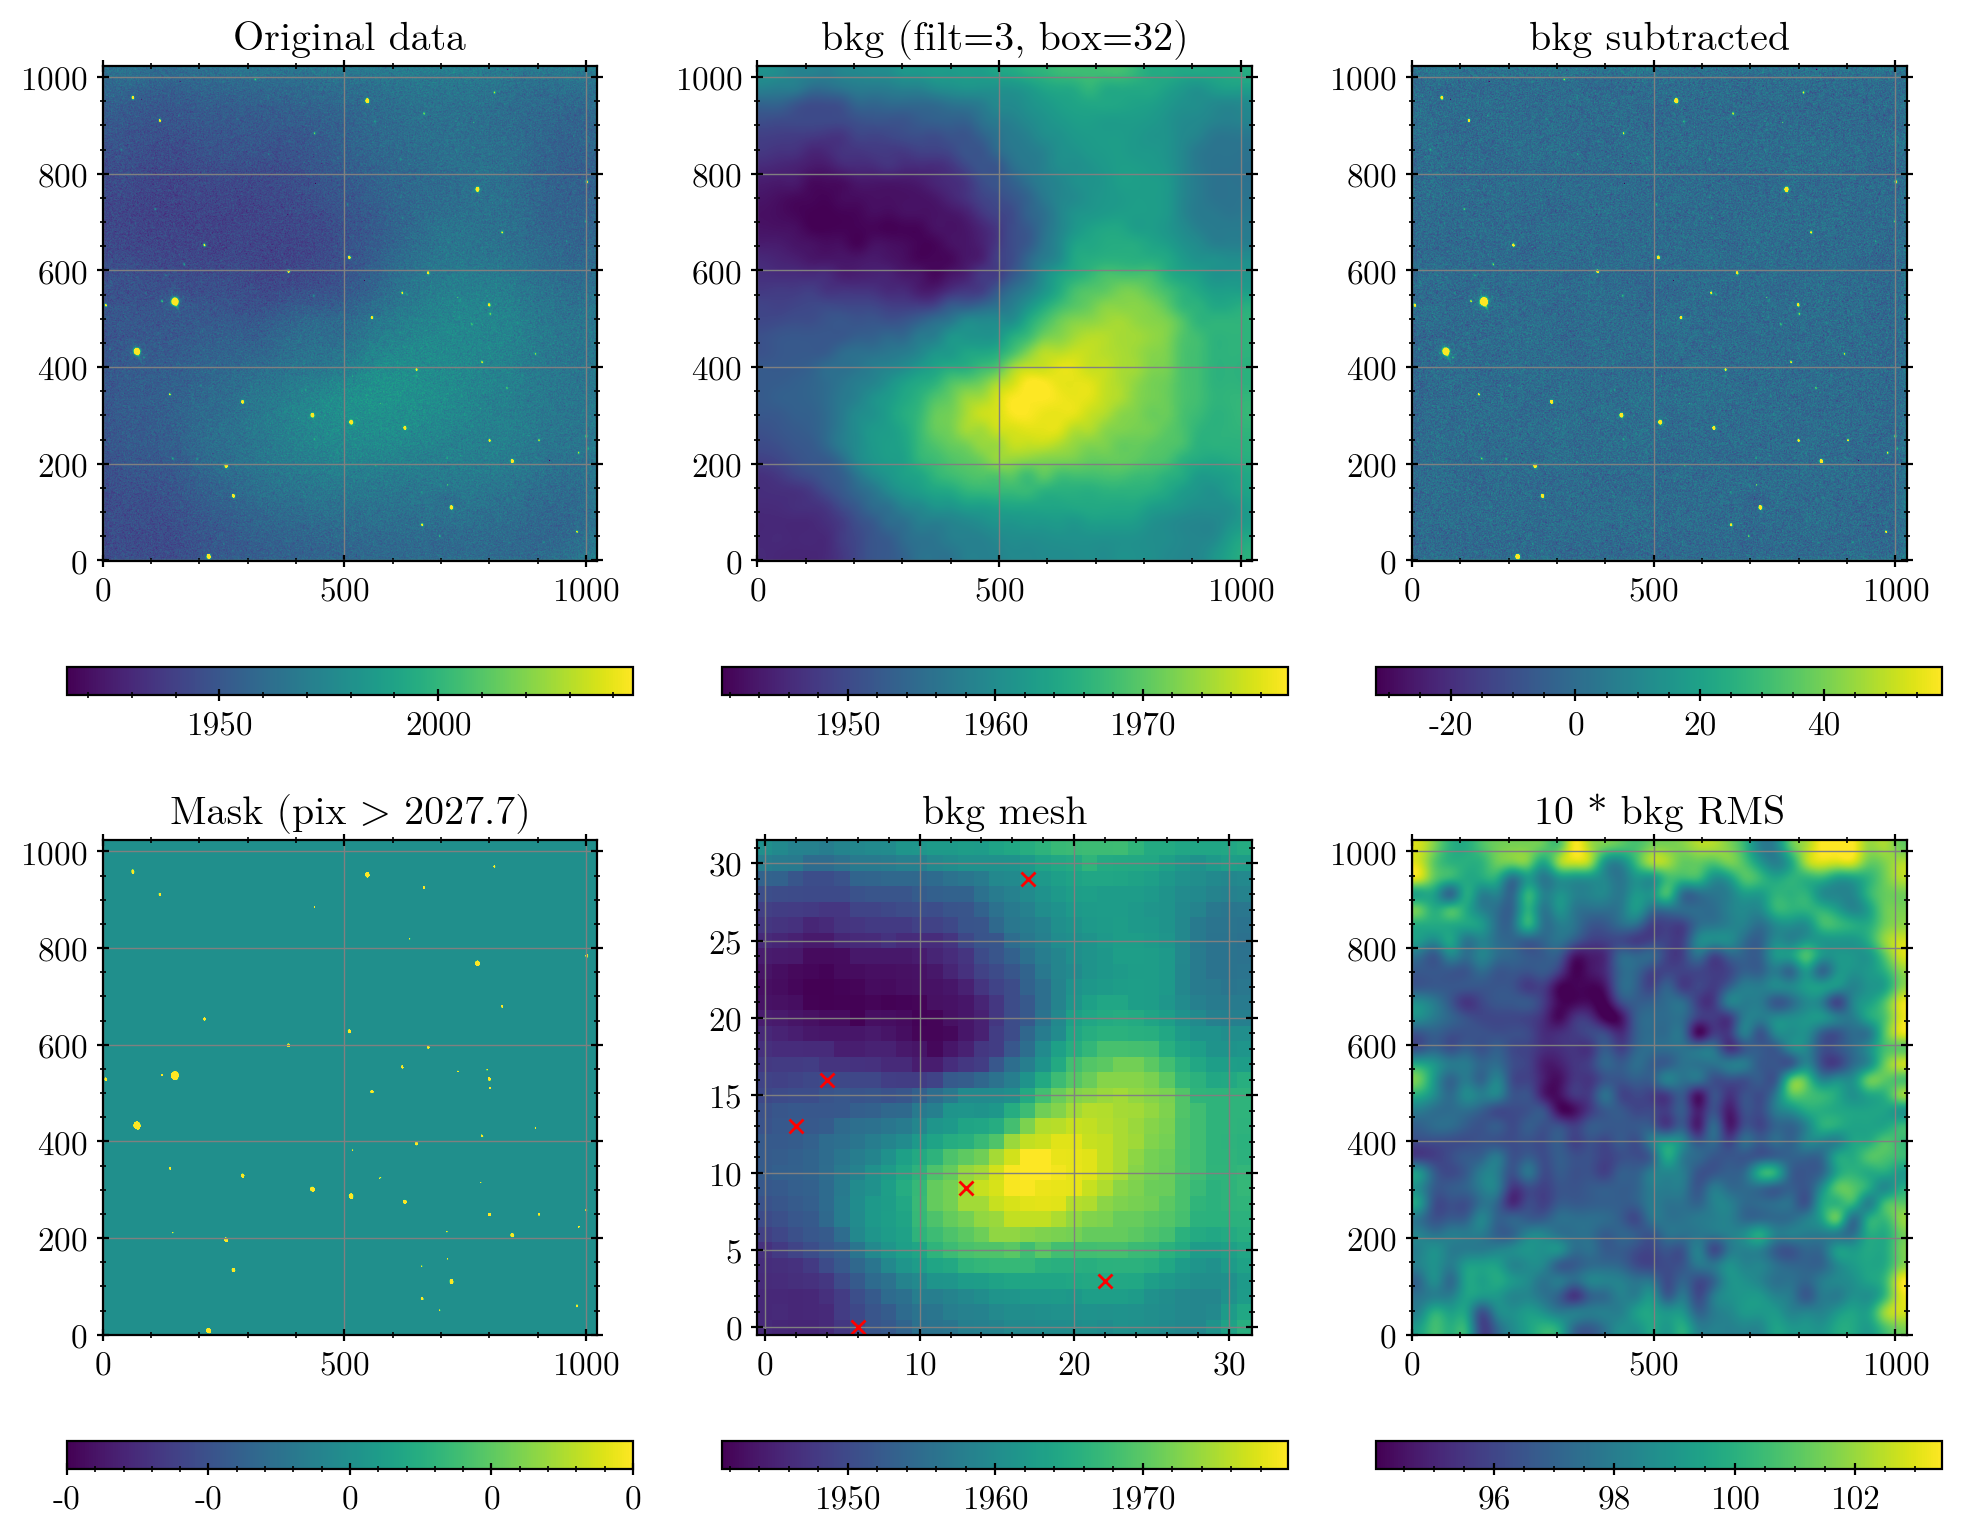 Original data
bkg (filt=3, box=32)
bkg subtracted
1000
800
600
400
200
0
0 500 1000
1000
800
600
400
200
0
0 500 1000
1000
800
600
400
200
0
0 500 1000
1950 2000
1950 1960 1970
-20 0 20 40
Mask (pix > 2027.7)
bkg mesh
10 * bkg RMS
1000
800
600
400
200
0
0 500 1000
30
25
20
15
10
5
0
0 10 20 30
1000
800
600
400
200
0
0 500 1000
-0 -0 0 0 0
1950 1960 1970
96 98 100 102